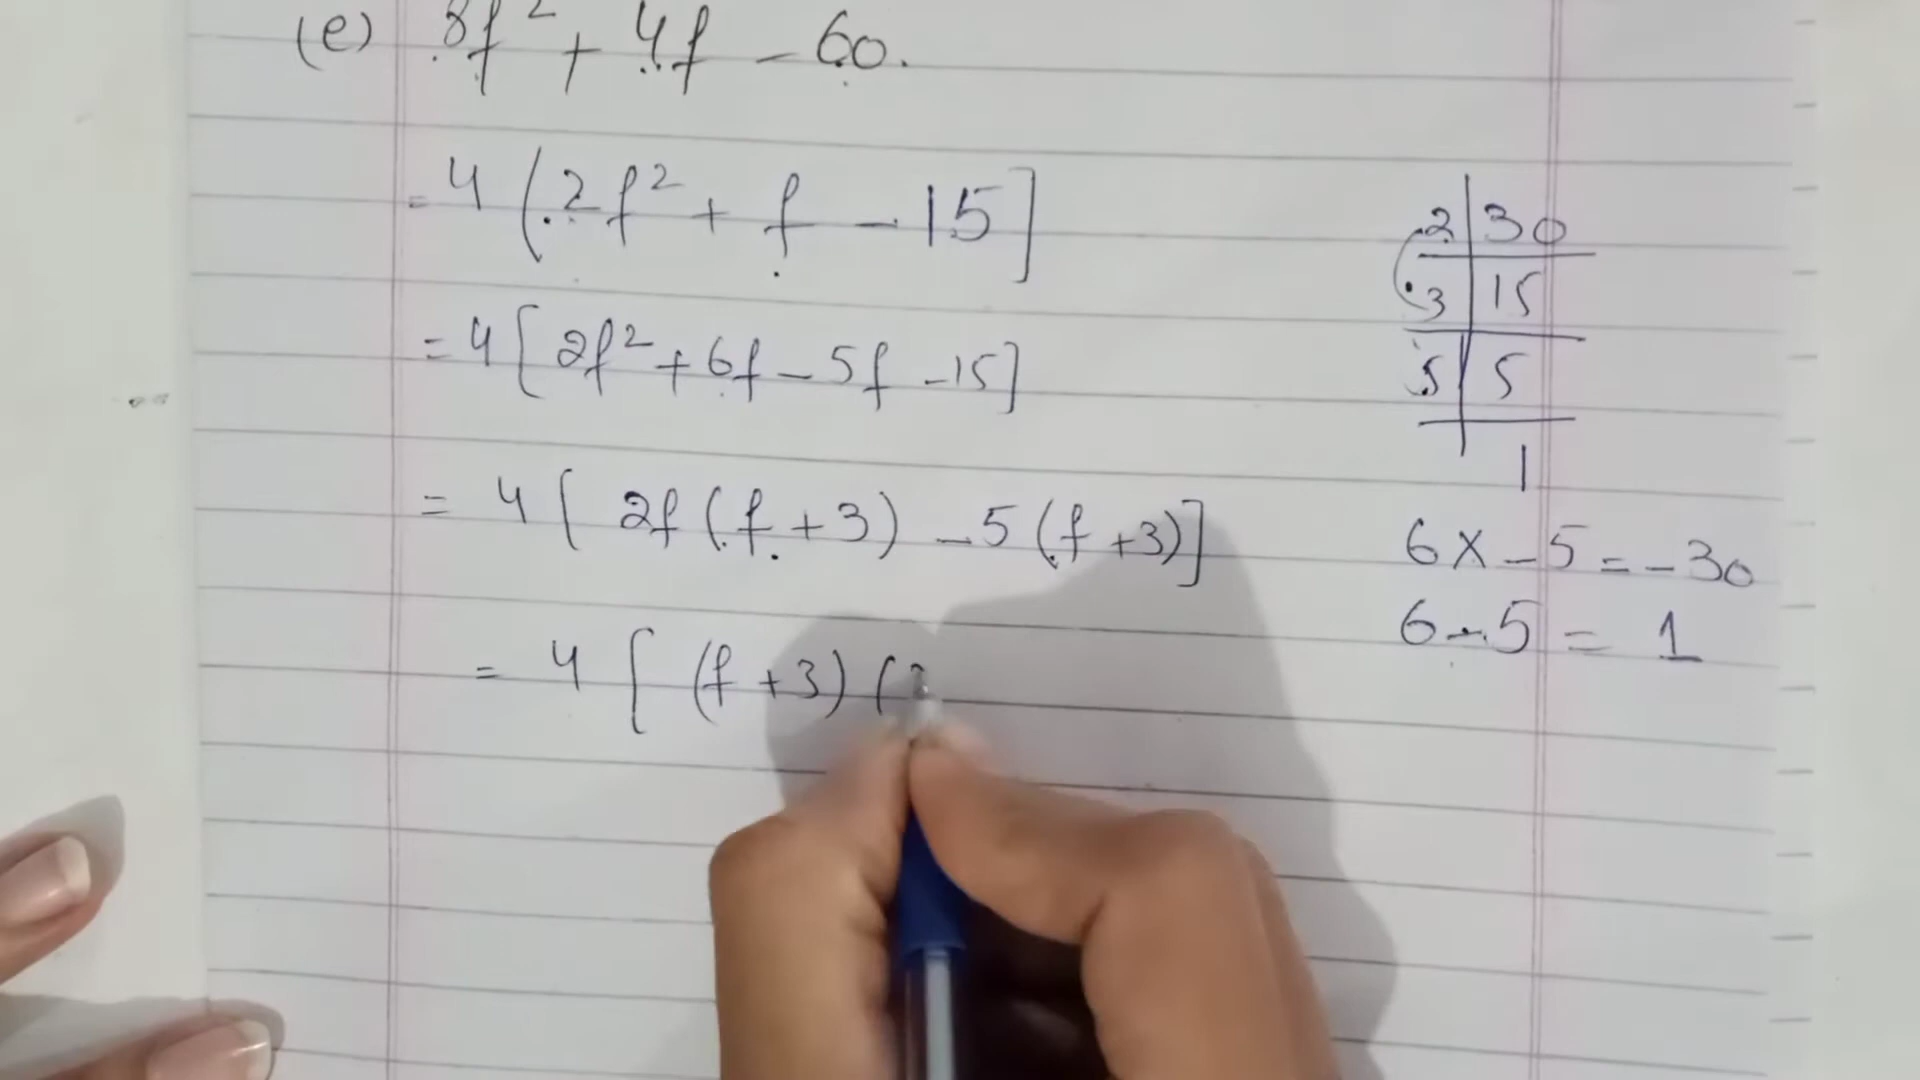 (e) 8f² + 4f - 60.
= 4 (2f² + f - 15]
= 4 [2f² + 6f - 5f - 15]
= 4 [ 2f (f + 3) - 5 (f + 3)]
= 4 [ (f + 3) (2
2 | 30
3 | 15
5 | 5
1
6 x - 5 = - 30
6 - 5 = 1